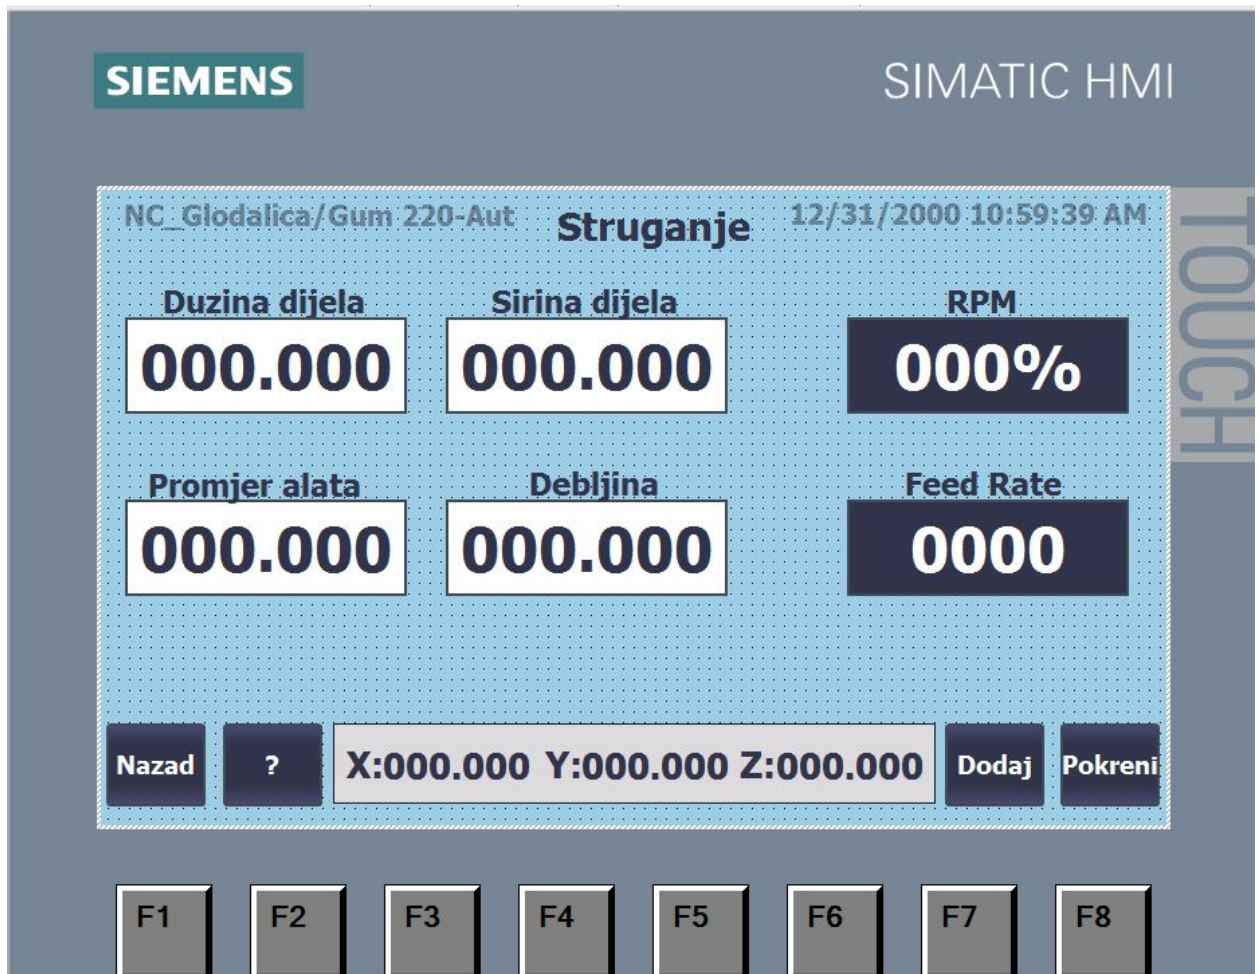 SIEMENS
SIMATIC HMI
TOUCH
NC_Glodalica/Gum 220-Aut
Struganje
12/31/2000 10:59:39 AM
Duzina dijela
Sirina dijela
RPM
000.000
000.000
000%
Promjer alata
Debljina
Feed Rate
000.000
000.000
0000
Nazad
?
X:000.000 Y:000.000 Z:000.000
Dodaj
Pokreni
F1
F2
F3
F4
F5
F6
F7
F8